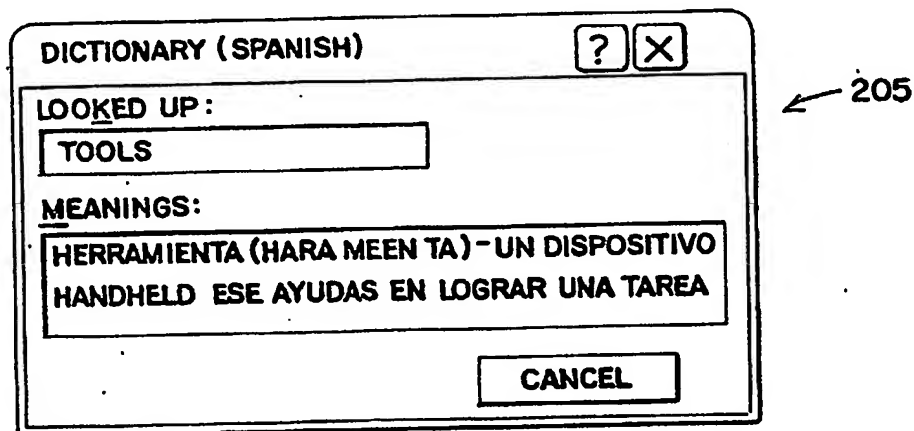 DICTIONARY (SPANISH) ? X
205
LOOKED UP:
TOOLS
MEANINGS:
HERRAMIENTA (HARA MEEN TA)-UN DISPOSITIVO
HANDHELD ESE AYUDAS EN LOGRAR UNA TAREA
CANCEL